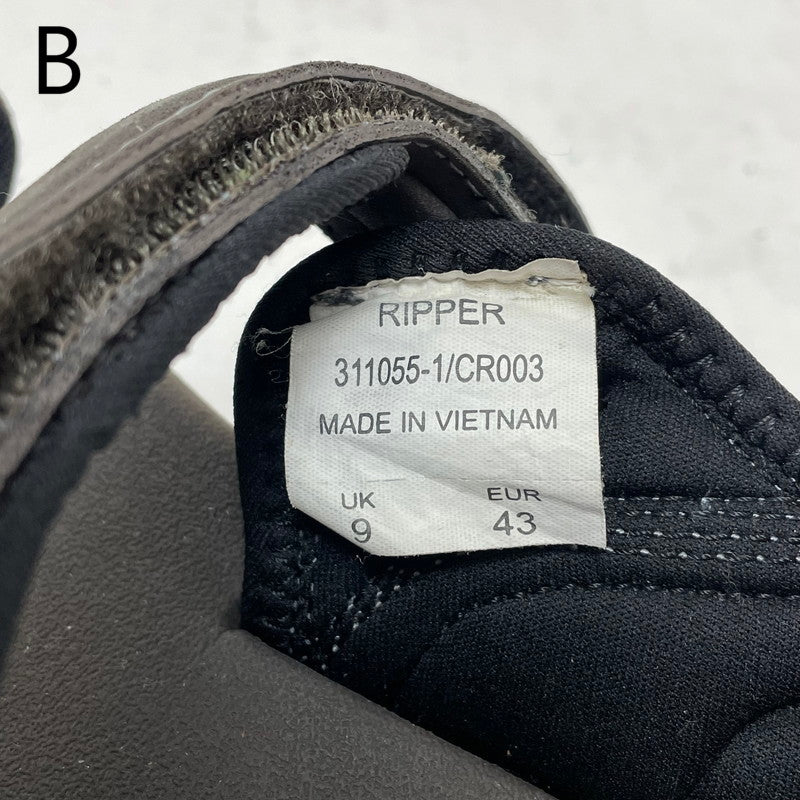 B
RIPPER
311055-1/CR003
MADE IN VIETNAM
UK EUR
9 43